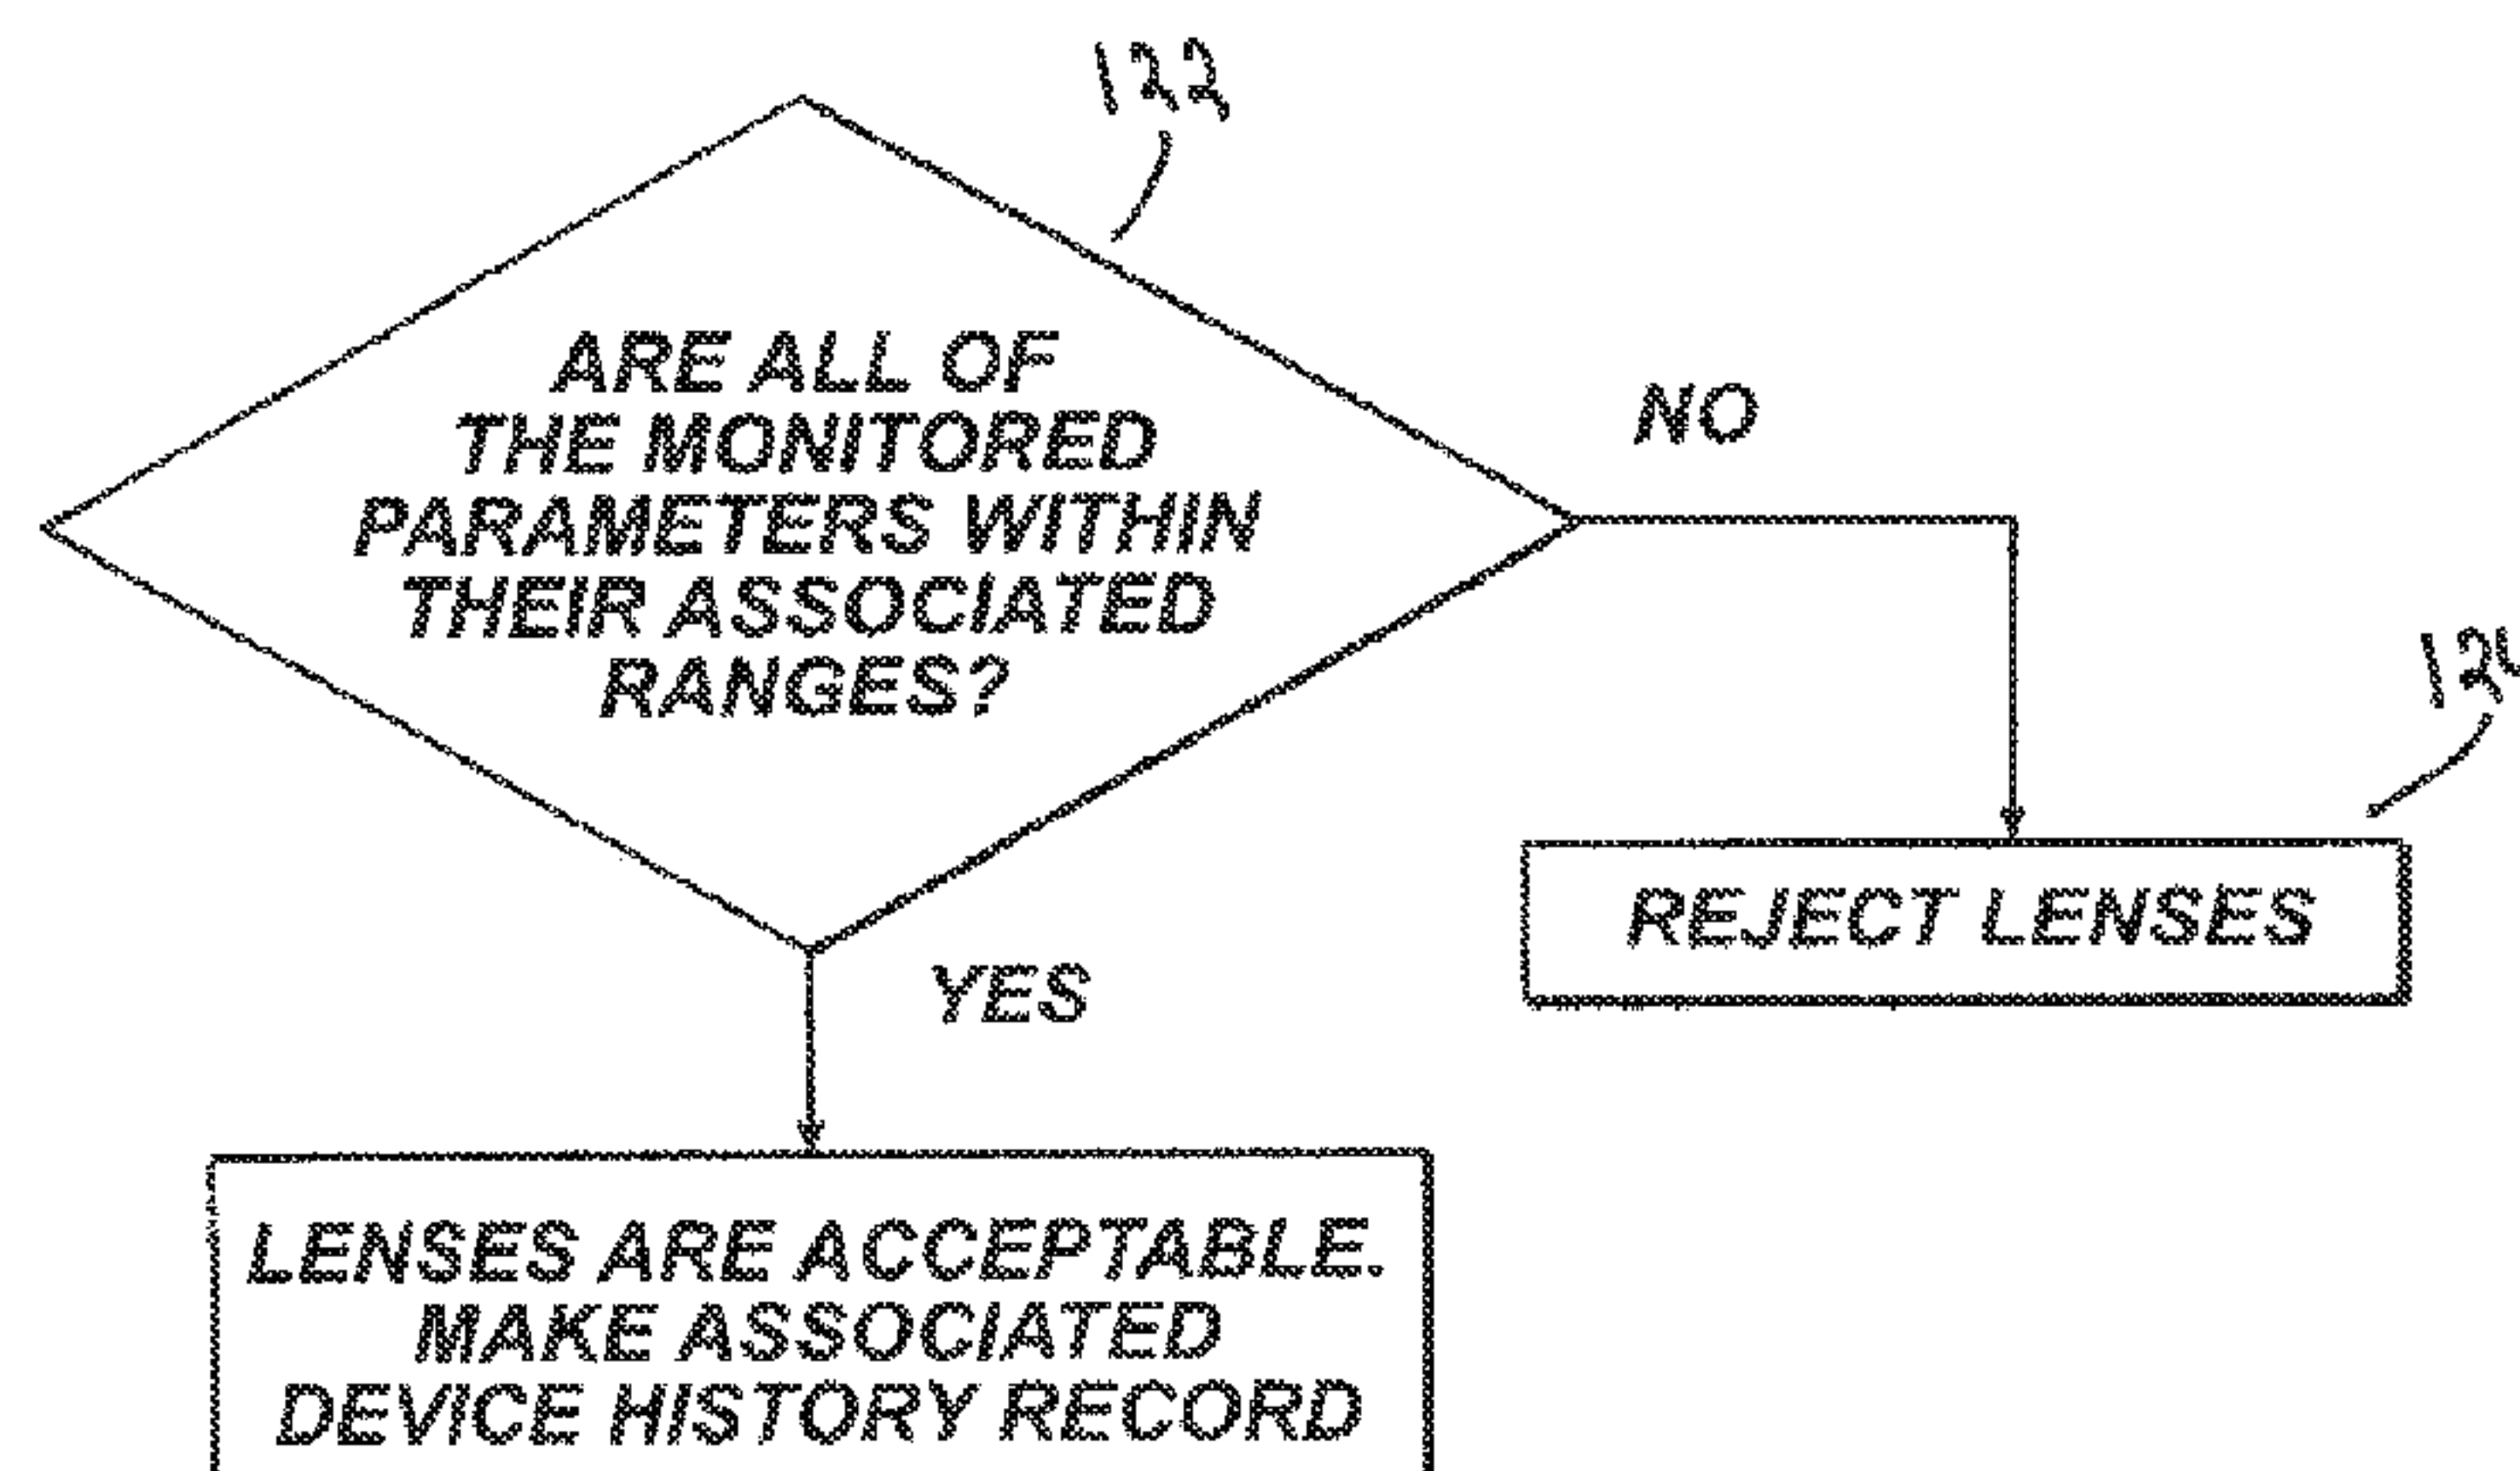 122
ARE ALL OF
THE MONITORED
PARAMETERS WITHIN
THEIR ASSOCIATED
RANGES?
NO
REJECT LENSES
YES
LENSES ARE ACCEPTABLE.
MAKE ASSOCIATED
DEVICE HISTORY RECORD